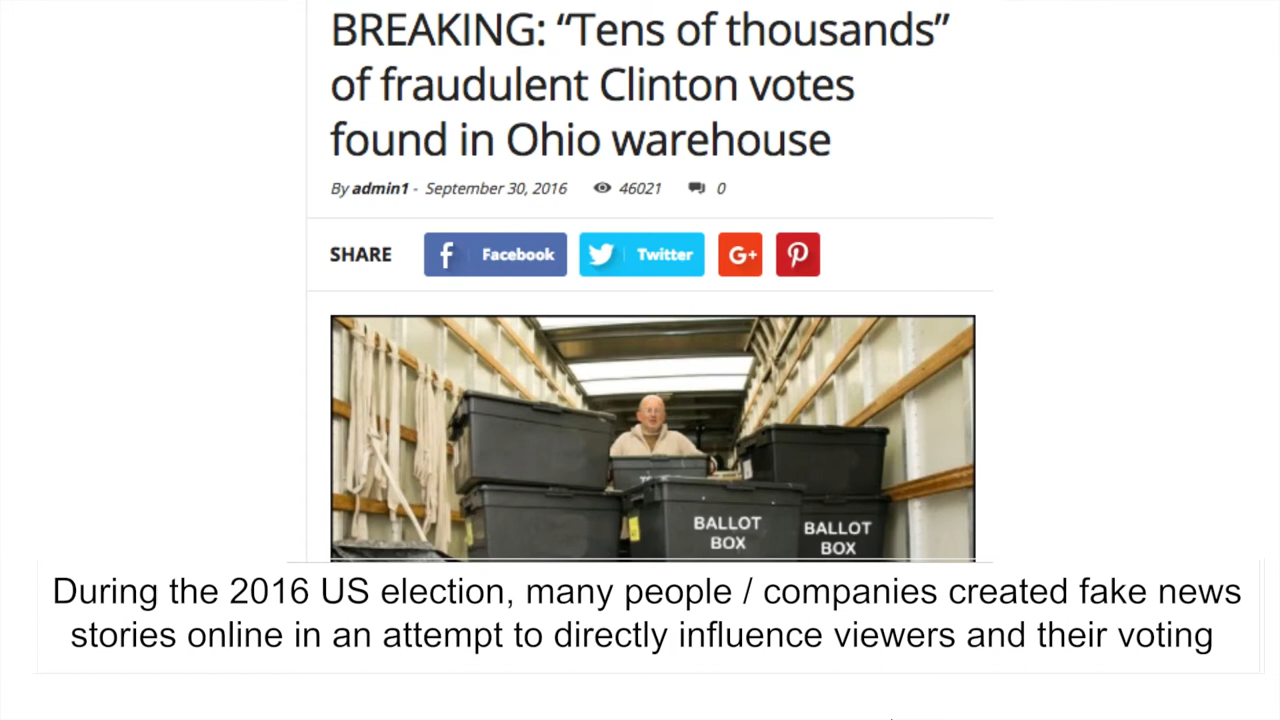 BREAKING: “Tens of thousands”
of fraudulent Clinton votes
found in Ohio warehouse
By admin1 - September 30, 2016 46021 0
SHARE Facebook Twitter G+
BALLOT
BOX
BALLOT
BOX
During the 2016 US election, many people / companies created fake news
stories online in an attempt to directly influence viewers and their voting